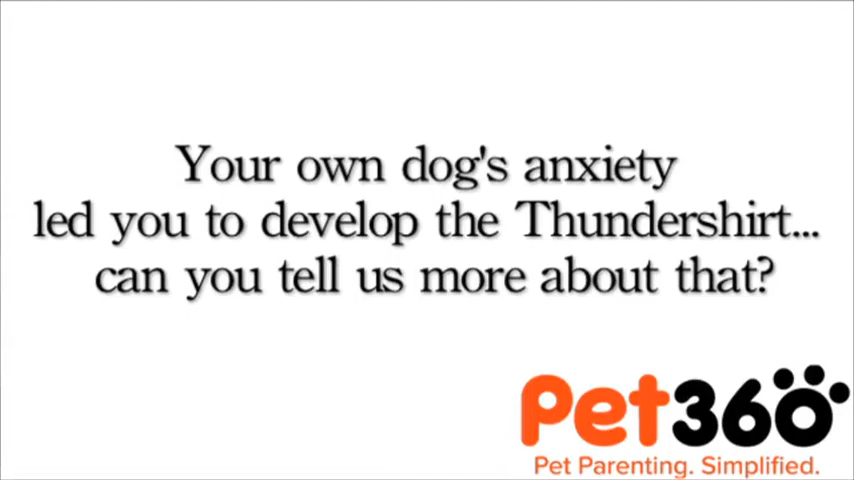 Your own dog's anxiety
led you to develop the Thundershirt...
can you tell us more about that?
Pet360
Pet Parenting. Simplified.